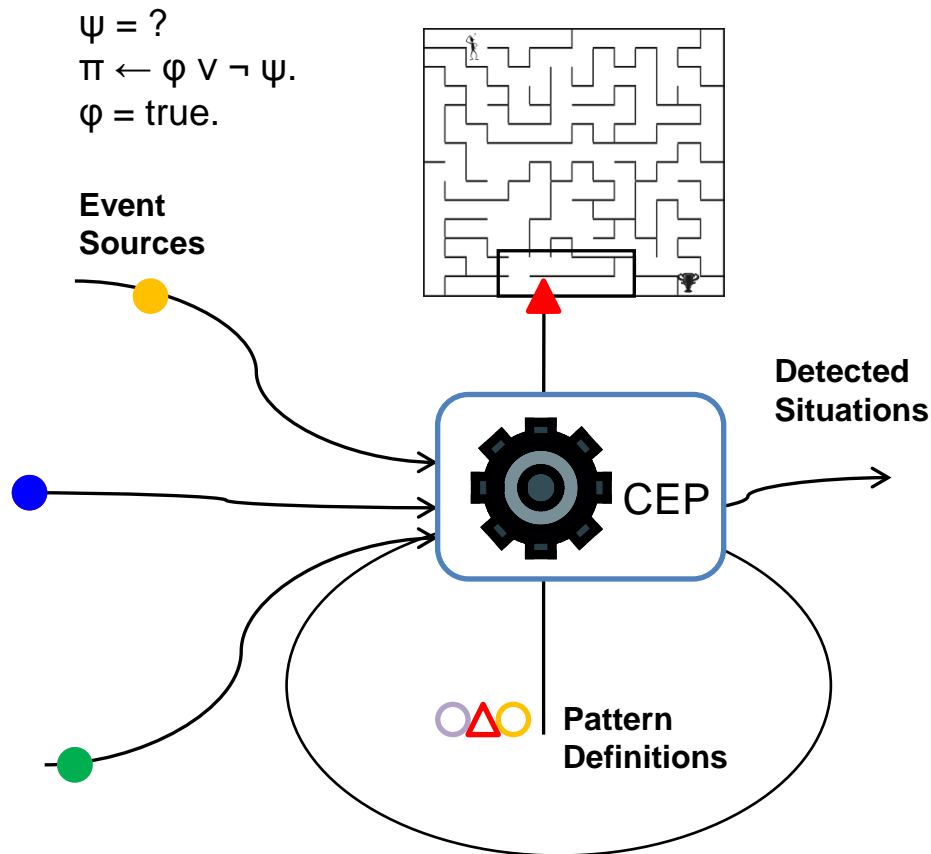 ψ = ?
π ← φ ∨ ¬ ψ.
φ = true.
Event
Sources
Detected
Situations
CEP
Pattern
Definitions